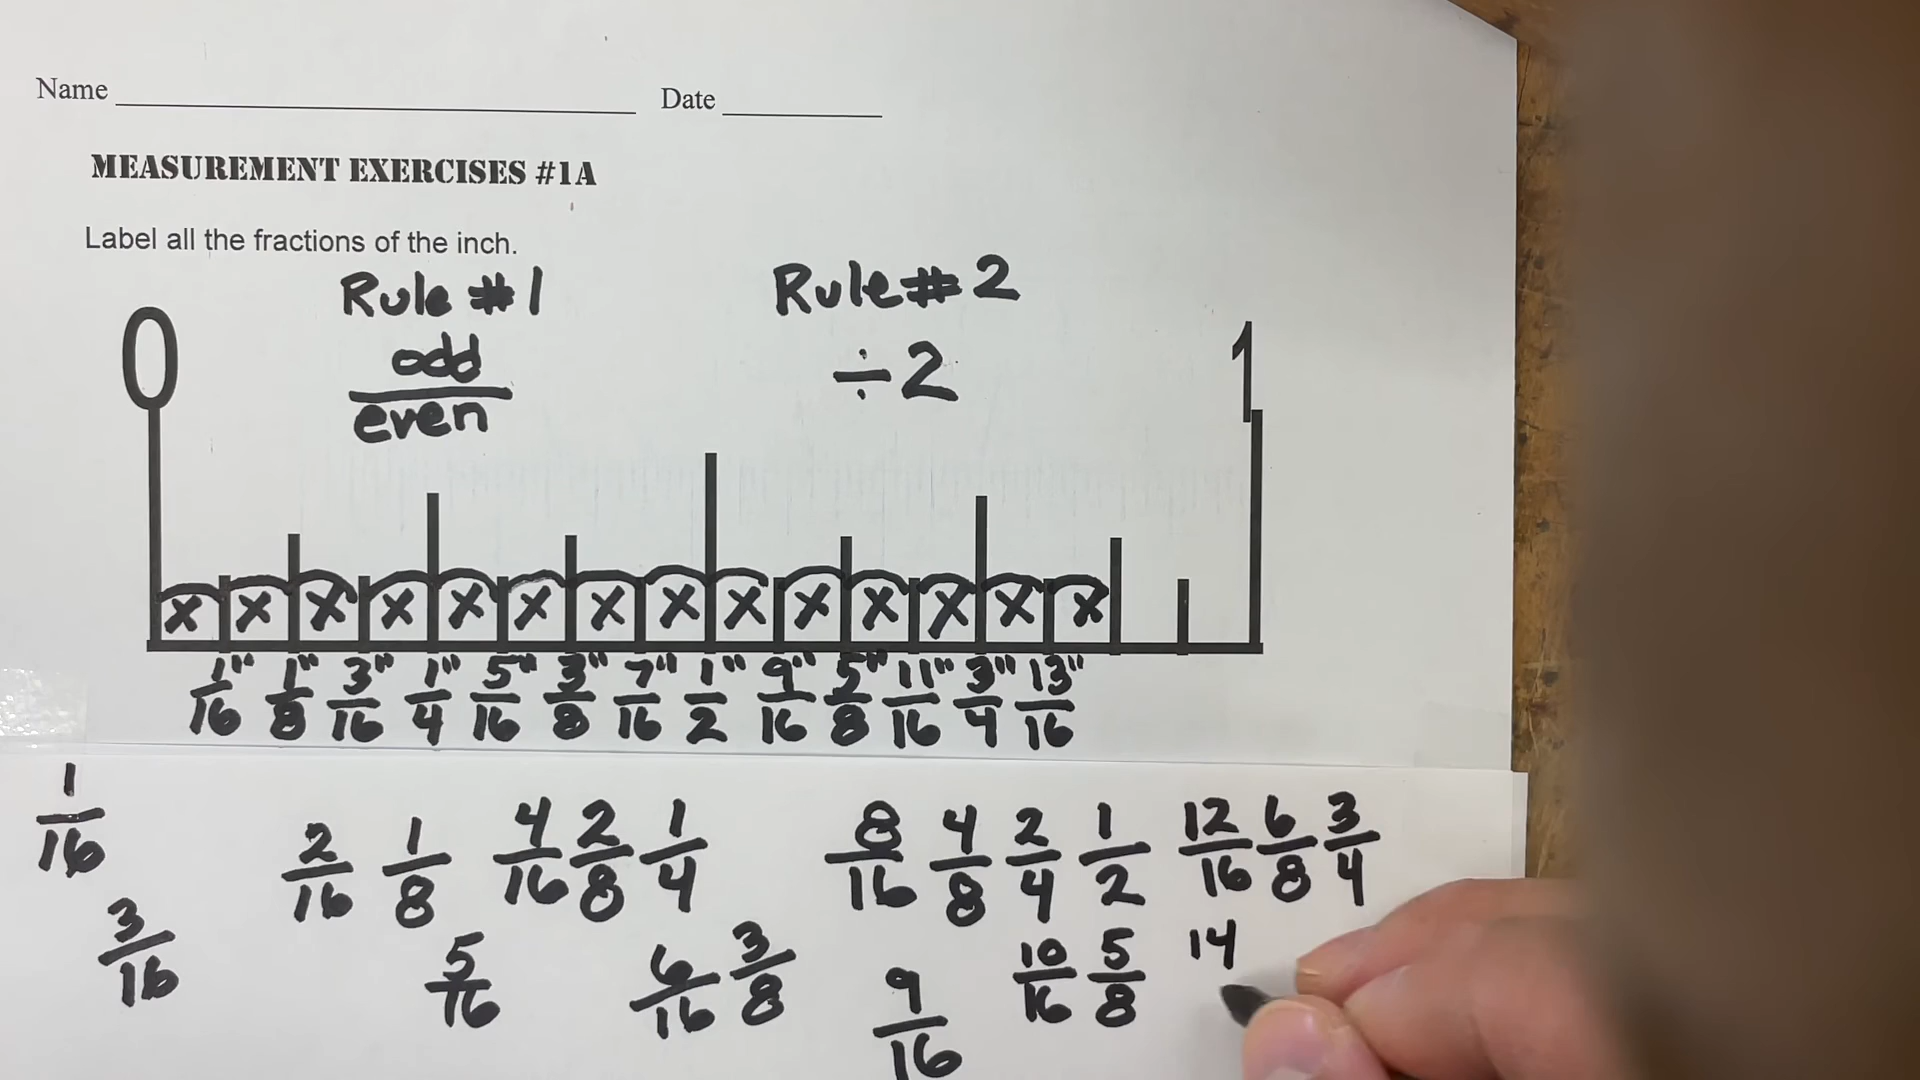 Name Date
MEASUREMENT EXERCISES #1A
Label all the fractions of the inch.
Rule #1 Rule #2
odd/even ÷2
0 1
x x x x x x x x x x x x x x
1/16" 1/8" 3/16" 1/4" 5/16" 3/8" 7/16" 1/2" 9/16" 5/8" 11/16" 3/4" 13/16"
1/16 2/16 1/8 4/16 2/8 1/4 8/16 4/8 2/4 1/2 12/16 6/8 3/4
3/16 5/16 6/16 3/8 9/16 10/16 5/8 14